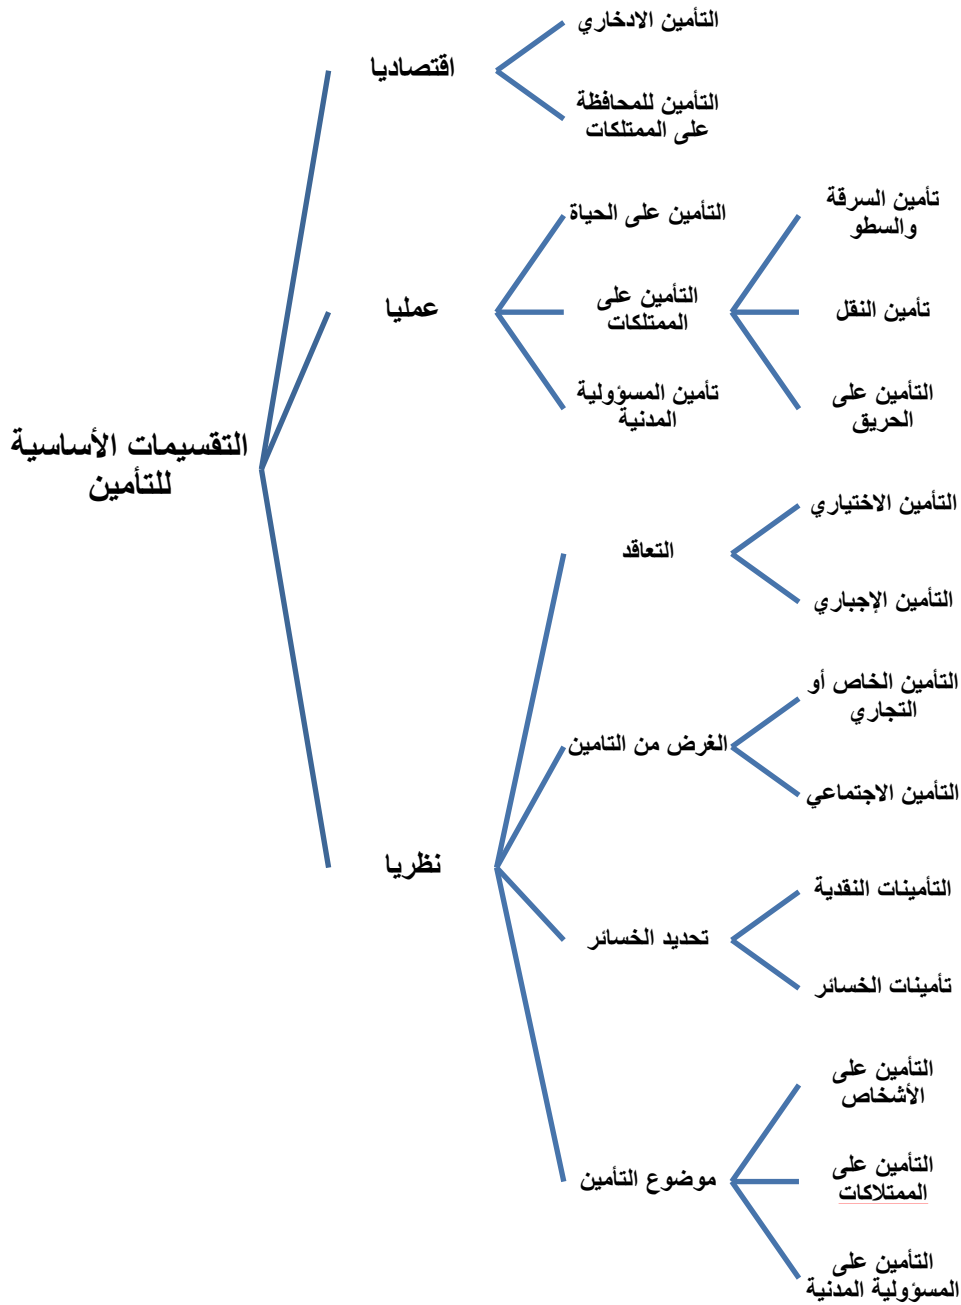 التقسيمات الأساسية
للتأمين
اقتصاديا
التأمين الادخاري
التأمين للمحافظة
على الممتلكات
عمليا
التأمين على الحياة
التأمين على
الممتلكات
تأمين السرقة
والسطو
تأمين النقل
التأمين على
الحريق
تأمين المسؤولية
المدنية
نظريا
التعاقد
التأمين الاختياري
التأمين الإجباري
الغرض من التامين
التأمين الخاص أو
التجاري
التأمين الاجتماعي
تحديد الخسائر
التأمينات النقدية
تأمينات الخسائر
موضوع التأمين
التأمين على
الأشخاص
التأمين على
الممتلاكات
التأمين على
المسؤولية المدنية